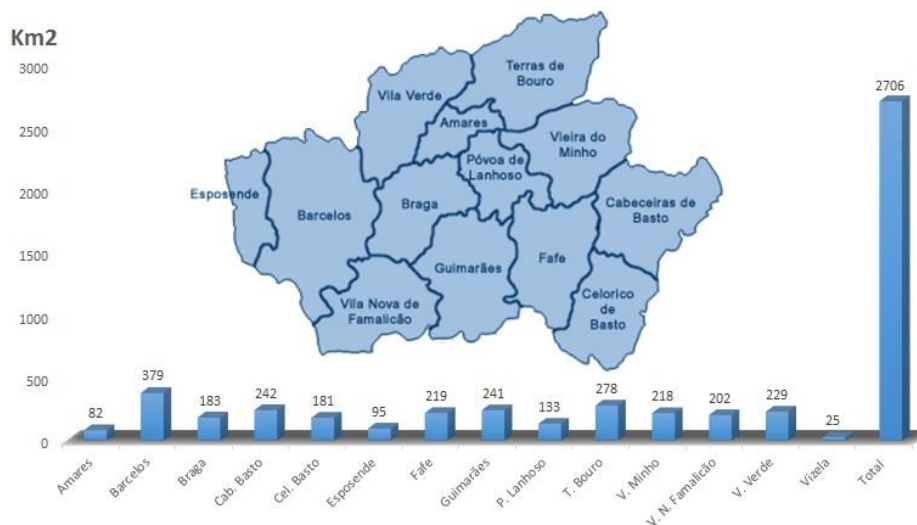 Km2
3000
2500
2000
1500
1000
500
0
Terras de
Bouro
Vila Verde
Amares
Vieira do
Minho
Póvoa de
Lanhoso
Esposende
Barcelos
Braga
Cabeceiras de
Basto
Guimarães
Fafe
Vila Nova de
Famalicão
Celorico
de
Basto
82
379
183
242
181
95
219
241
133
278
218
202
229
25
2706
Amares
Barcelos
Braga
Cab. Basto
Cel. Basto
Esposende
Fafe
Guimarães
P. Lanhoso
T. Bouro
V. Minho
V. N. Famalicão
V. Verde
Vizela
Total